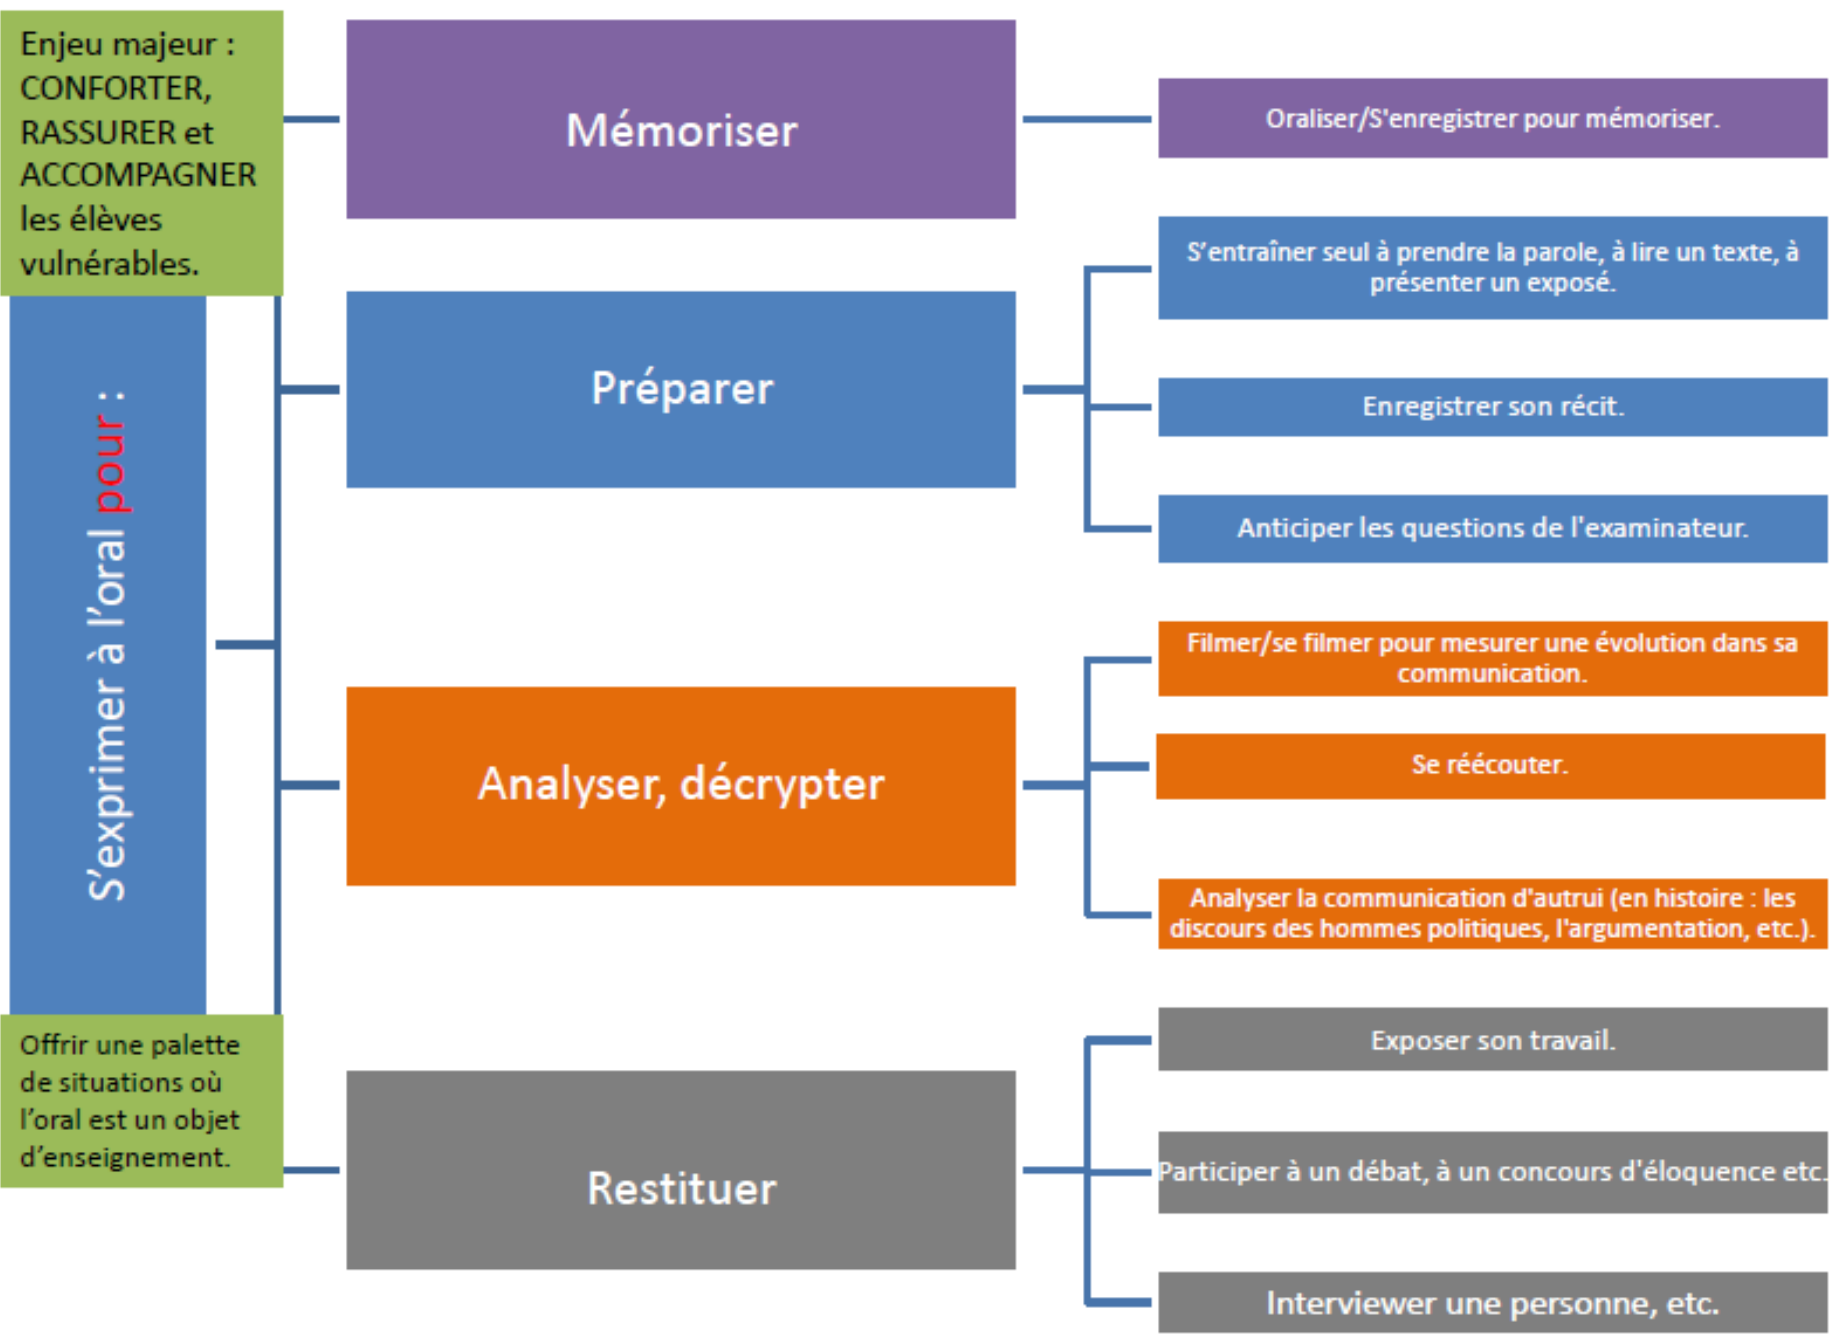 Enjeu majeur :
CONFORTER,
RASSURER et
ACCOMPAGNER
les élèves
vulnérables.
S’exprimer à l’oral pour :
Offrir une palette
de situations où
l’oral est un objet
d’enseignement.
Mémoriser
Oraliser/S'enregistrer pour mémoriser.
Préparer
S’entraîner seul à prendre la parole, à lire un texte, à
présenter un exposé.
Enregistrer son récit.
Anticiper les questions de l'examinateur.
Analyser, décrypter
Filmer/se filmer pour mesurer une évolution dans sa
communication.
Se réécouter.
Analyser la communication d'autrui (en histoire : les
discours des hommes politiques, l'argumentation, etc.).
Restituer
Exposer son travail.
Participer à un débat, à un concours d'éloquence etc.
Interviewer une personne, etc.